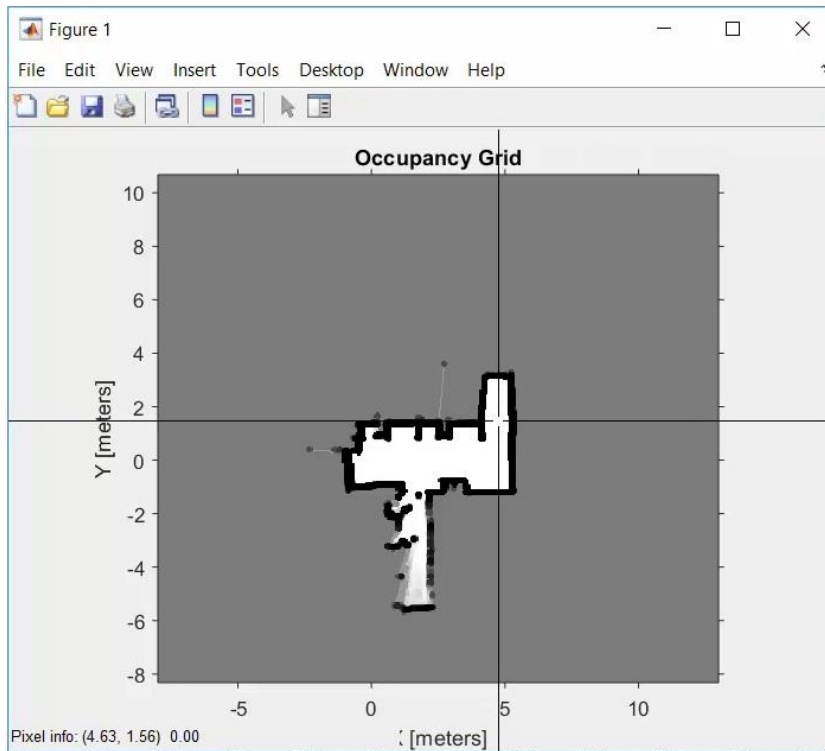 Figure 1
File Edit View Insert Tools Desktop Window Help
Occupancy Grid
10
8
6
4
2
0
-2
-4
-6
-8
Y [meters]
-5 0 5 10
[meters]
Pixel info: (4.63, 1.56) 0.00